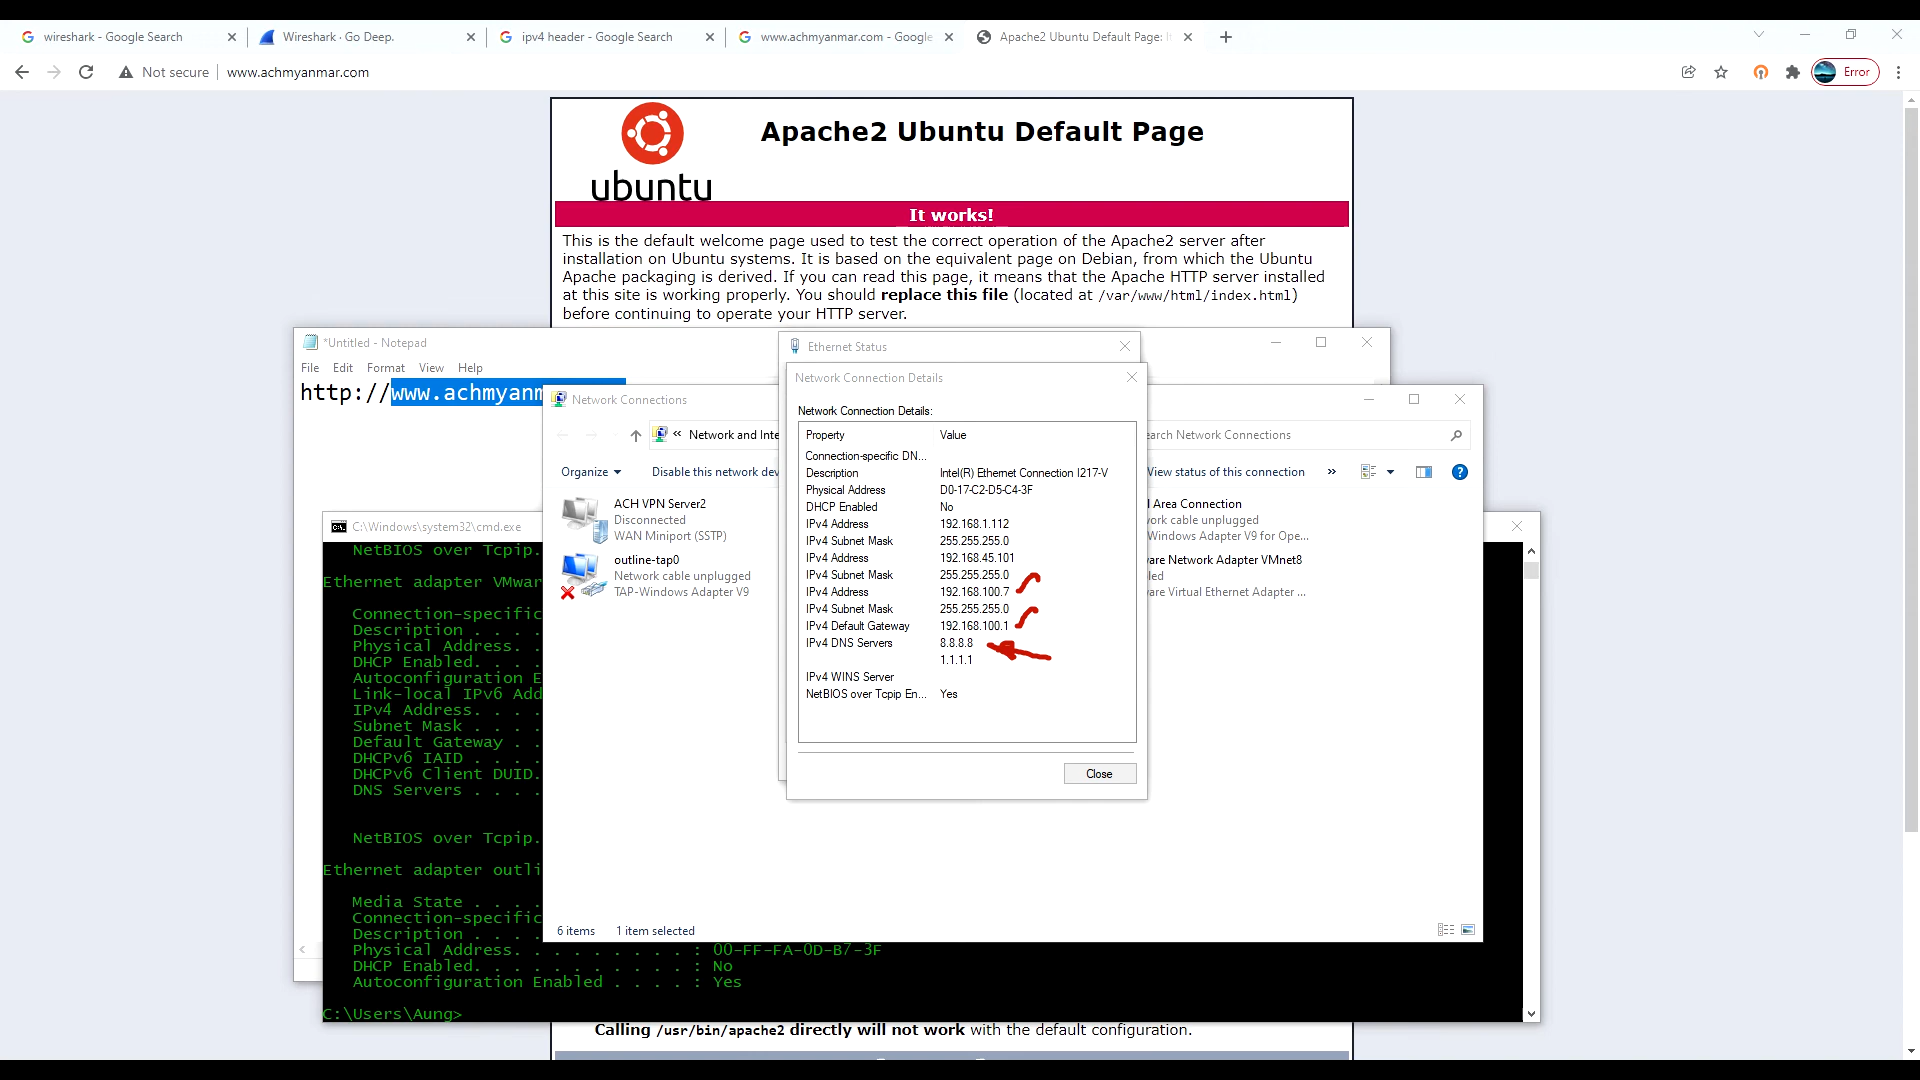 wireshark - Google Search
Wireshark · Go Deep.
ipv4 header - Google Search
www.achmyanmar.com - Google
Apache2 Ubuntu Default Page: It
Not secure
www.achmyanmar.com
Error
Apache2 Ubuntu Default Page
ubuntu
It works!
This is the default welcome page used to test the correct operation of the Apache2 server after
installation on Ubuntu systems. It is based on the equivalent page on Debian, from which the Ubuntu
Apache packaging is derived. If you can read this page, it means that the Apache HTTP server installed
at this site is working properly. You should replace this file (located at /var/www/html/index.html)
before continuing to operate your HTTP server.
*Untitled - Notepad
File Edit Format View Help
http://www.achmyanm
Ethernet Status
Network Connection Details
Network Connection Details:
Property Value
Connection-specific DN...
Description Intel(R) Ethernet Connection I217-V
Physical Address D0-17-C2-D5-C4-3F
DHCP Enabled No
IPv4 Address 192.168.1.112
IPv4 Subnet Mask 255.255.255.0
IPv4 Address 192.168.45.101
IPv4 Subnet Mask 255.255.255.0
IPv4 Address 192.168.100.7
IPv4 Subnet Mask 255.255.255.0
IPv4 Default Gateway 192.168.100.1
IPv4 DNS Servers 8.8.8.8
1.1.1.1
IPv4 WINS Server
NetBIOS over Tcpip En... Yes
Close
Network Connections
« Network and Inte
earch Network Connections
Organize
Disable this network dev
View status of this connection
»
ACH VPN Server2
Disconnected
WAN Miniport (SSTP)
outline-tap0
Network cable unplugged
TAP-Windows Adapter V9
l Area Connection
vork cable unplugged
Windows Adapter V9 for Ope...
vare Network Adapter VMnet8
led
vare Virtual Ethernet Adapter ...
6 items 1 item selected
C:\Windows\system32\cmd.exe
NetBIOS over Tcpip.
Ethernet adapter VMwar
Connection-specific
Description . . . .
Physical Address. .
DHCP Enabled. . . .
Autoconfiguration E
Link-local IPv6 Add
IPv4 Address. . . .
Subnet Mask . . . .
Default Gateway . .
DHCPv6 IAID . . . .
DHCPv6 Client DUID.
DNS Servers . . . .
NetBIOS over Tcpip.
Ethernet adapter outli
Media State . . . .
Connection-specific
Description . . . .
Physical Address. . . . . . . . . : 00-FF-FA-0D-B7-3F
DHCP Enabled. . . . . . . . . . . : No
Autoconfiguration Enabled . . . . : Yes
C:\Users\Aung>
Calling /usr/bin/apache2 directly will not work with the default configuration.